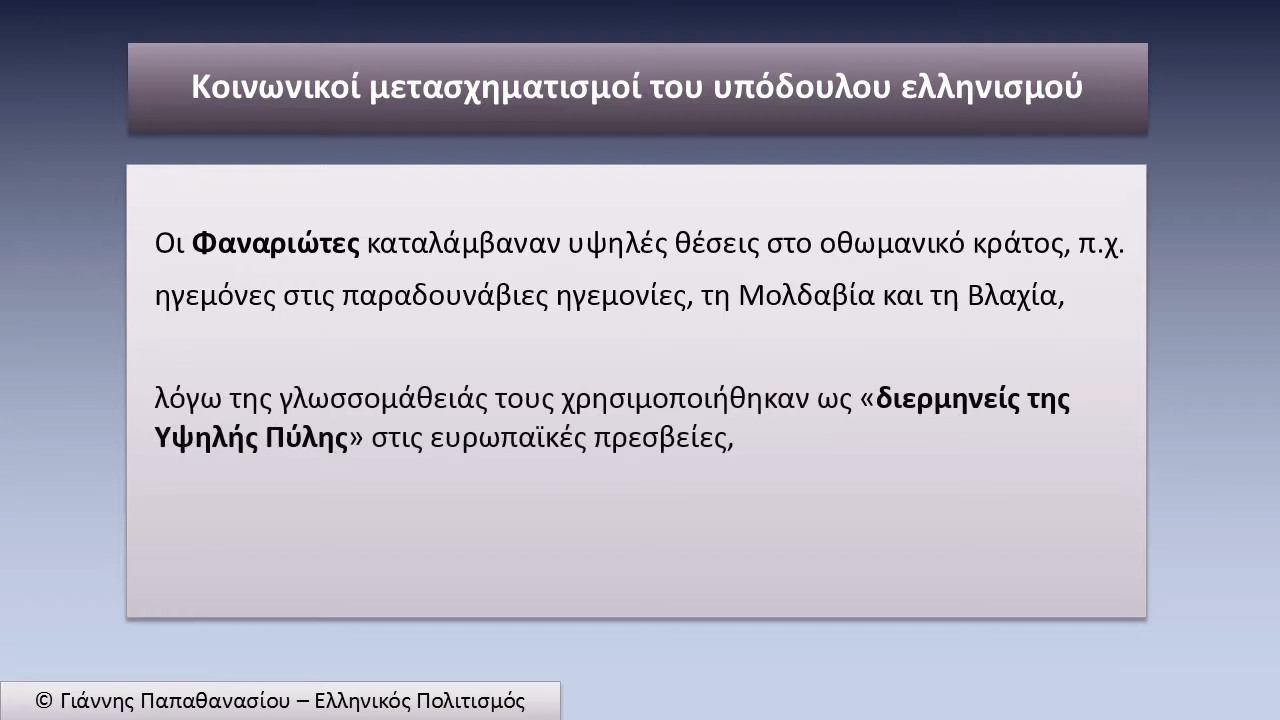 Κοινωνικοί μετασχηματισμοί του υπόδουλου ελληνισμού
Οι Φαναριώτες καταλάμβαναν υψηλές θέσεις στο οθωμανικό κράτος, π.χ.
ηγεμόνες στις παραδουνάβιες ηγεμονίες, τη Μολδαβία και τη Βλαχία,
λόγω της γλωσσομάθειάς τους χρησιμοποιήθηκαν ως «διερμηνείς της
Υψηλής Πύλης» στις ευρωπαϊκές πρεσβείες,
© Γιάννης Παπαθανασίου – Ελληνικός Πολιτισμός